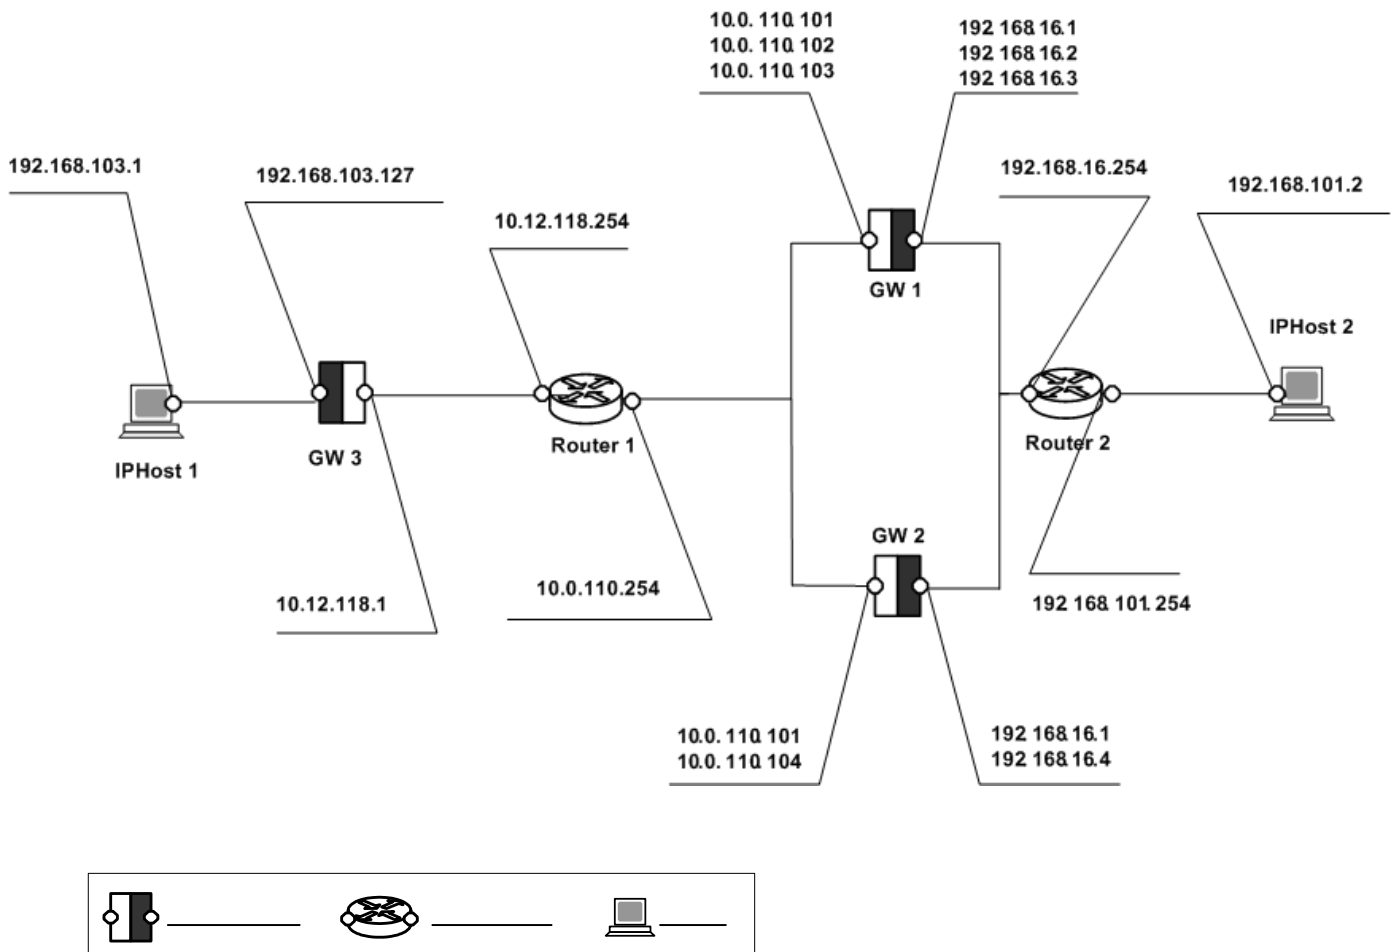 10.0.110.101
10.0.110.102
10.0.110.103
192.168.16.1
192.168.16.2
192.168.16.3
192.168.103.1
192.168.103.127
10.12.118.254
192.168.16.254
192.168.101.2
GW 1
IPHost 2
IPHost 1
GW 3
Router 1
Router 2
GW 2
10.12.118.1
10.0.110.254
192.168.101.254
10.0.110.101
10.0.110.104
192.168.16.1
192.168.16.4